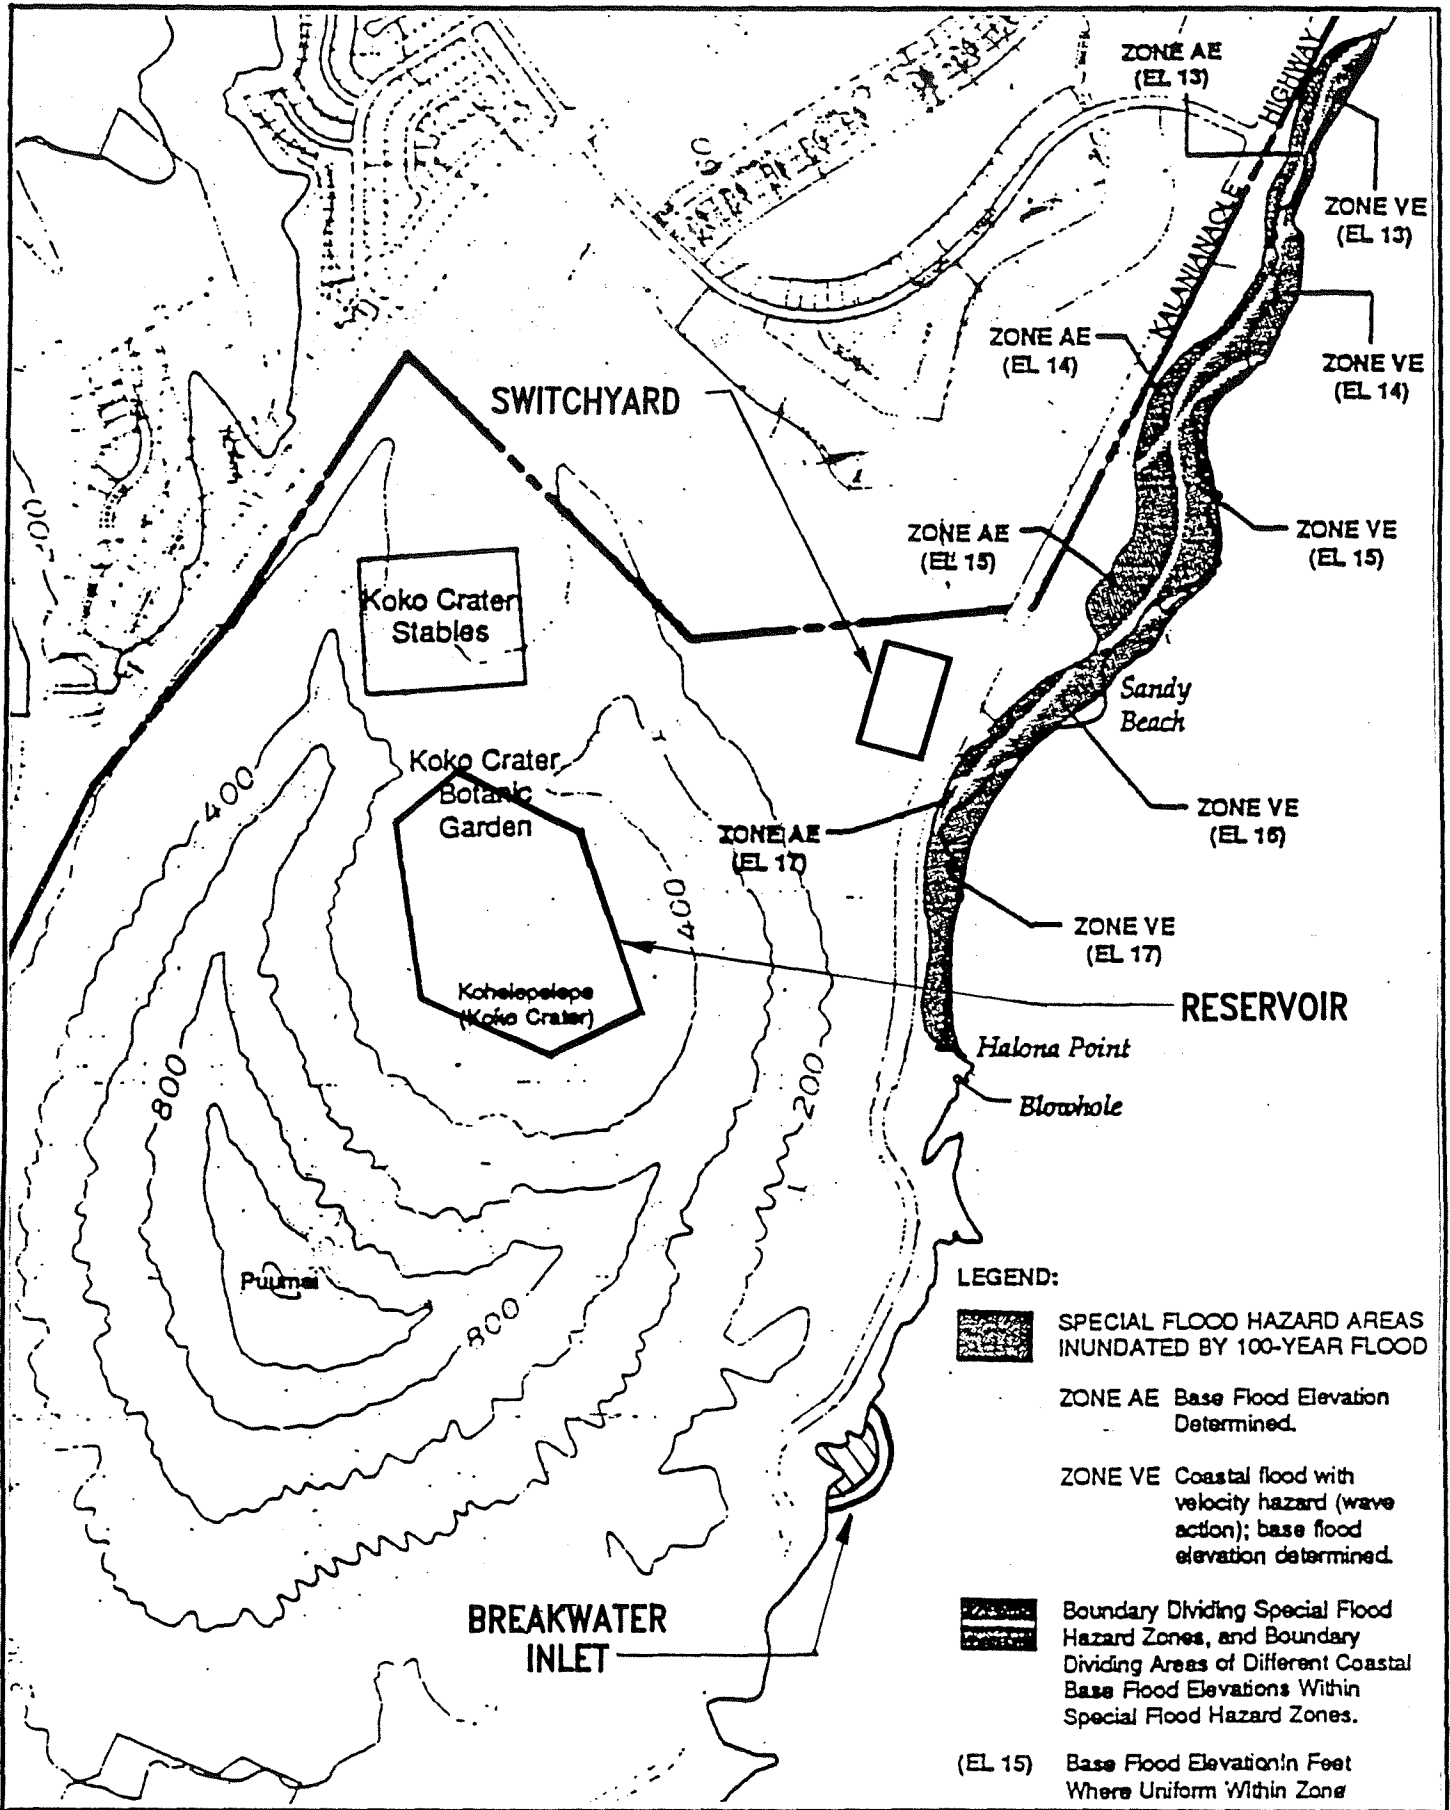 ZONE AE
(EL 13)
KALANIANAOLE HIGHWAY
ZONE VE
(EL 13)
ZONE AE
(EL 14)
ZONE VE
(EL 14)
SWITCHYARD
ZONE AE
(EL 15)
ZONE VE
(EL 15)
Koko Crater
Stables
Sandy
Beach
Koko Crater
Botanic
Garden
400
ZONE AE
(EL 17)
ZONE VE
(EL 16)
400
ZONE VE
(EL 17)
Kohelepelepe
(Koko Crater)
RESERVOIR
Halona Point
Blowhole
800
200
Puumai
800
LEGEND:
SPECIAL FLOOD HAZARD AREAS
INUNDATED BY 100-YEAR FLOOD
ZONE AE Base Flood Elevation
Determined.
ZONE VE Coastal flood with
velocity hazard (wave
action); base flood
elevation determined.
BREAKWATER
INLET
Boundary Dividing Special Flood
Hazard Zones, and Boundary
Dividing Areas of Different Coastal
Base Flood Elevations Within
Special Flood Hazard Zones.
(EL 15) Base Flood Elevation in Feet
Where Uniform Within Zone